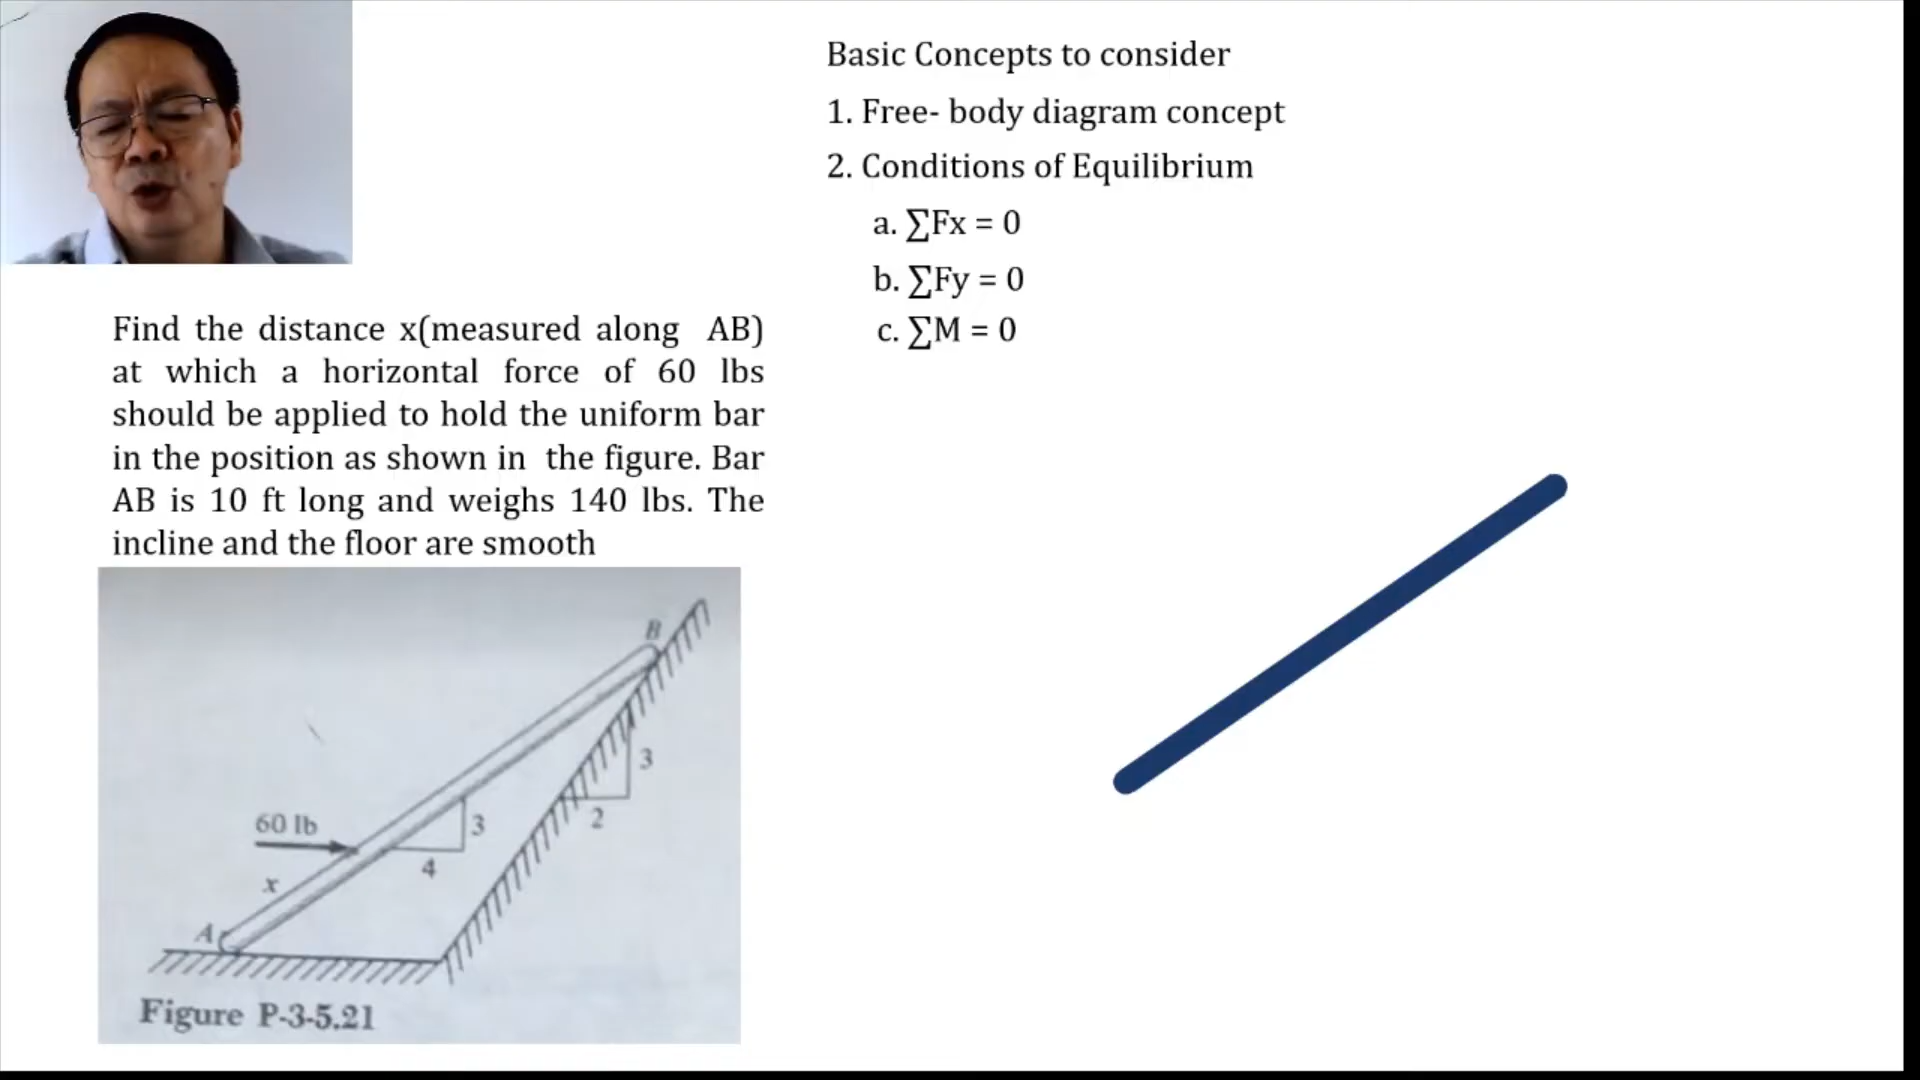 Basic Concepts to consider
1. Free- body diagram concept
2. Conditions of Equilibrium
a. ∑Fx = 0
b. ∑Fy = 0
c. ∑M = 0
Find the distance x(measured along AB)
at which a horizontal force of 60 lbs
should be applied to hold the uniform bar
in the position as shown in the figure. Bar
AB is 10 ft long and weighs 140 lbs. The
incline and the floor are smooth
B
3
2
60 lb
3
4
x
A
Figure P-3-5.21